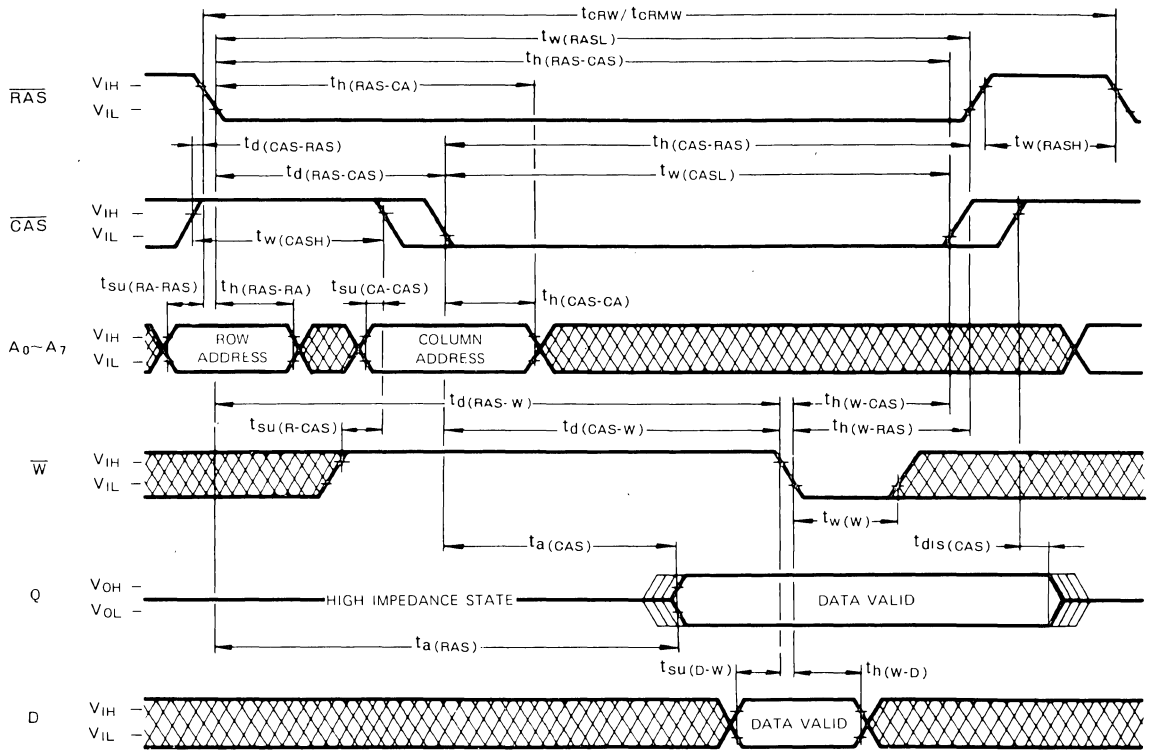 tCRW/tCRMW
tw(RASL)
th(RAS-CAS)
th(RAS-CA)
RAS
VIH
VIL
td(CAS-RAS)
th(CAS-RAS)
tw(RASH)
td(RAS-CAS)
tw(CASL)
CAS
VIH
VIL
tw(CASH)
tsu(RA-RAS)
th(RAS-RA)
tsu(CA-CAS)
th(CAS-CA)
A0~A7
VIH
VIL
ROW ADDRESS
COLUMN ADDRESS
td(RAS-W)
th(W-CAS)
tsu(R-CAS)
td(CAS-W)
th(W-RAS)
W
VIH
VIL
tw(W)
ta(CAS)
tdis(CAS)
Q
VOH
VOL
HIGH IMPEDANCE STATE
DATA VALID
ta(RAS)
tsu(D-W)
th(W-D)
D
VIH
VIL
DATA VALID